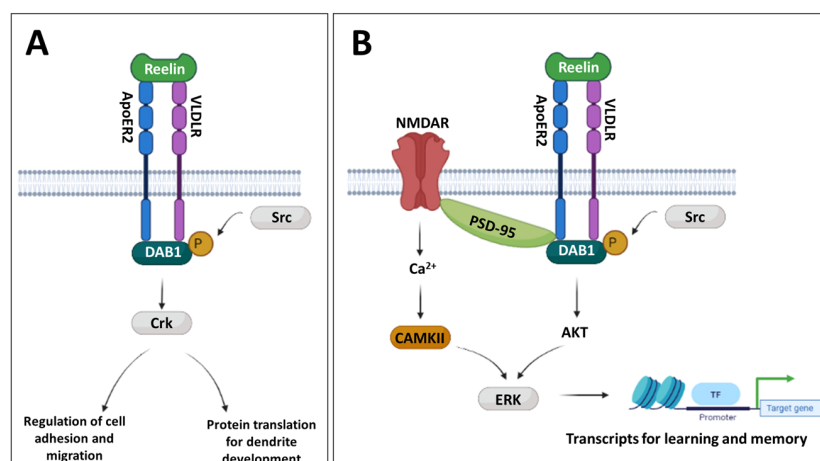 A
Reelin
ApoER2
VLDLR
Src
P
DAB1
Crk
Regulation of cell
adhesion and
migration
Protein translation
for dendrite
development
B
Reelin
NMDAR
ApoER2
VLDLR
PSD-95
Src
P
DAB1
Ca²⁺
CAMKII
AKT
ERK
TF
Promoter
Target gene
Transcripts for learning and memory